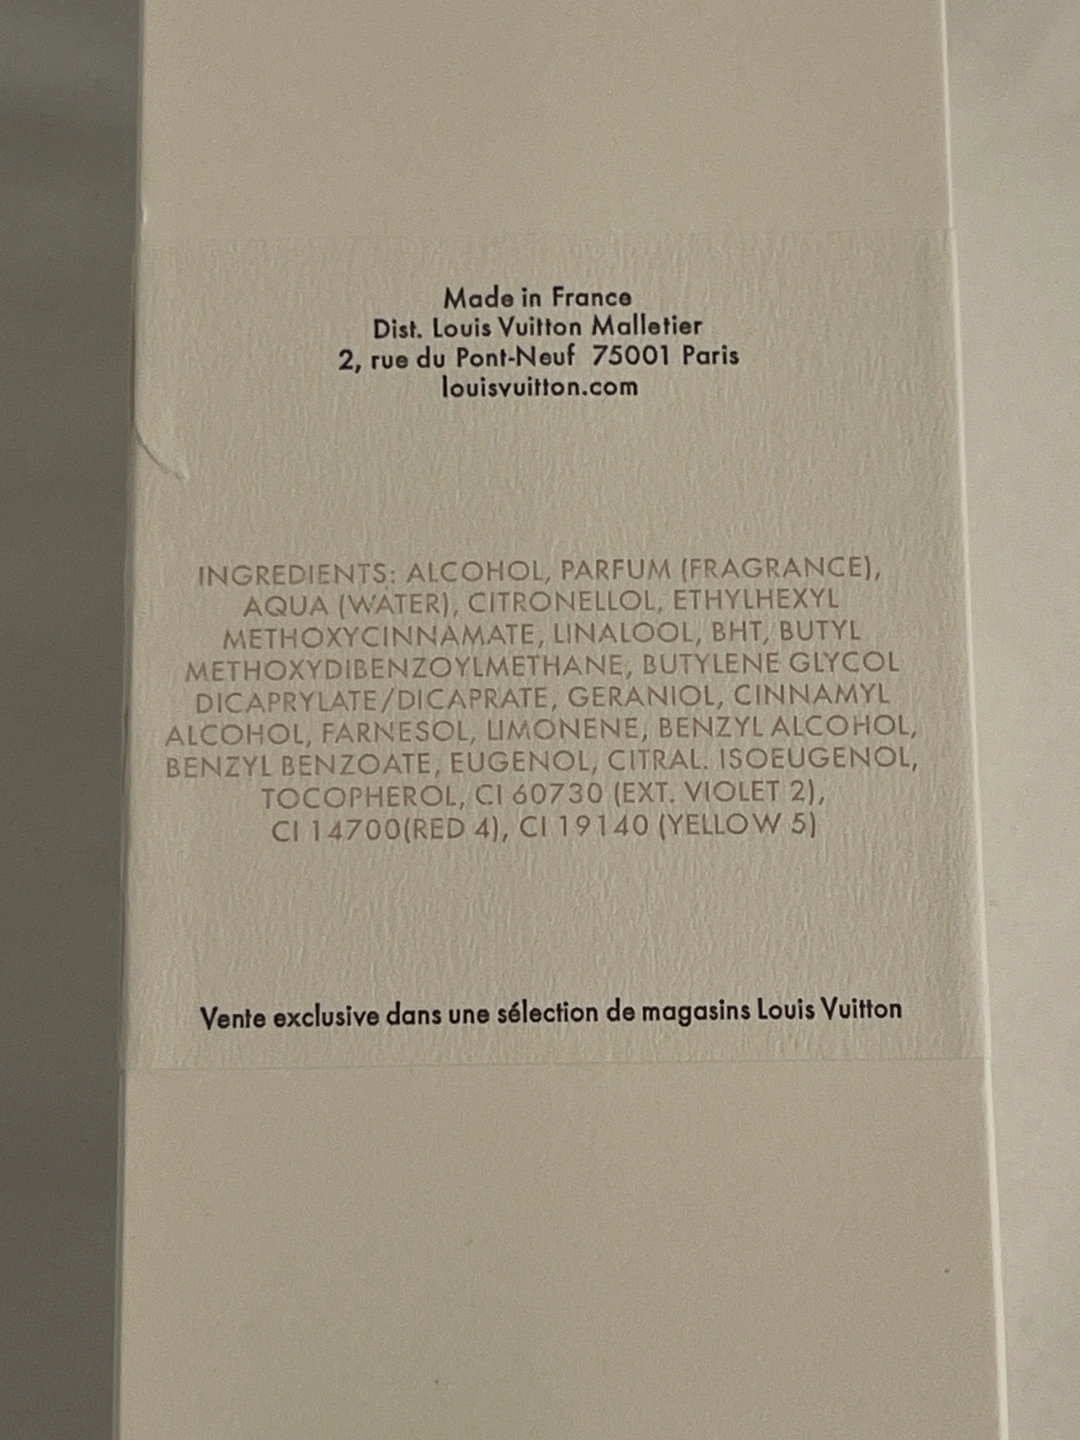 Made in France
Dist. Louis Vuitton Malletier
2, rue du Pont-Neuf 75001 Paris
louisvuitton.com
INGREDIENTS: ALCOHOL, PARFUM (FRAGRANCE),
AQUA (WATER), CITRONELLOL, ETHYLHEXYL
METHOXYCINNAMATE, LINALOOL, BHT, BUTYL
METHOXYDIBENZOYLMETHANE, BUTYLENE GLYCOL
DICAPRYLATE/DICAPRATE, GERANIOL, CINNAMYL
ALCOHOL, FARNESOL, LIMONENE, BENZYL ALCOHOL,
BENZYL BENZOATE, EUGENOL, CITRAL. ISOEUGENOL,
TOCOPHEROL, CI 60730 (EXT. VIOLET 2),
CI 14700(RED 4), CI 19140 (YELLOW 5)
Vente exclusive dans une sélection de magasins Louis Vuitton